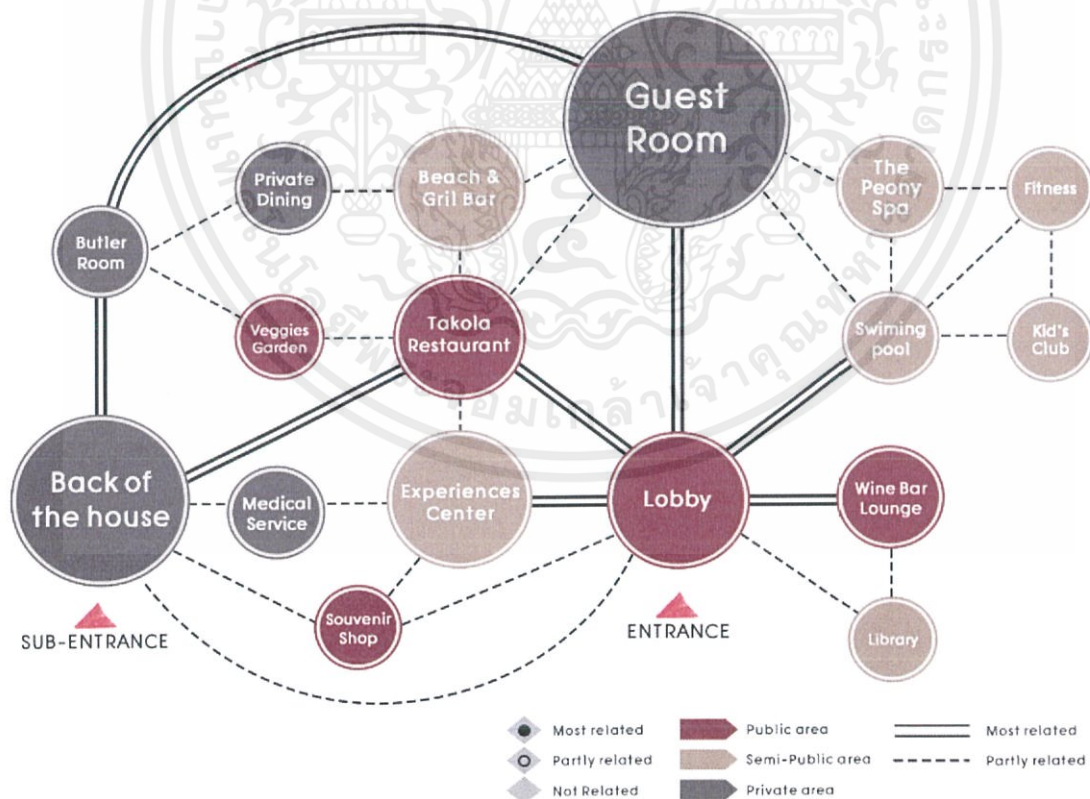 Guest
Room
Private
Dining
Beach &
Gril Bar
The
Peony
Spa
Fitness
Butler
Room
Veggies
Garden
Takola
Restaurant
Swiming
pool
Kid's
Club
Back of
the house
Medical
Service
Experiences
Center
Lobby
Wine Bar
Lounge
Souvenir
Shop
Library
SUB-ENTRANCE
ENTRANCE
Most related
Public area
Most related
Partly related
Semi-Public area
Partly related
Not Related
Private area